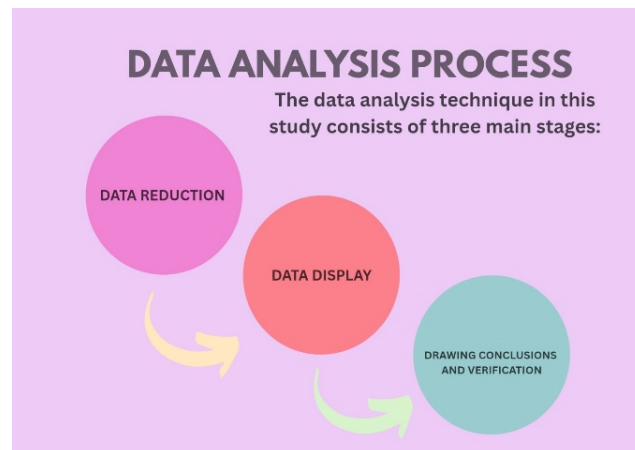 DATA ANALYSIS PROCESS
The data analysis technique in this
study consists of three main stages:
DATA REDUCTION
DATA DISPLAY
DRAWING CONCLUSIONS
AND VERIFICATION